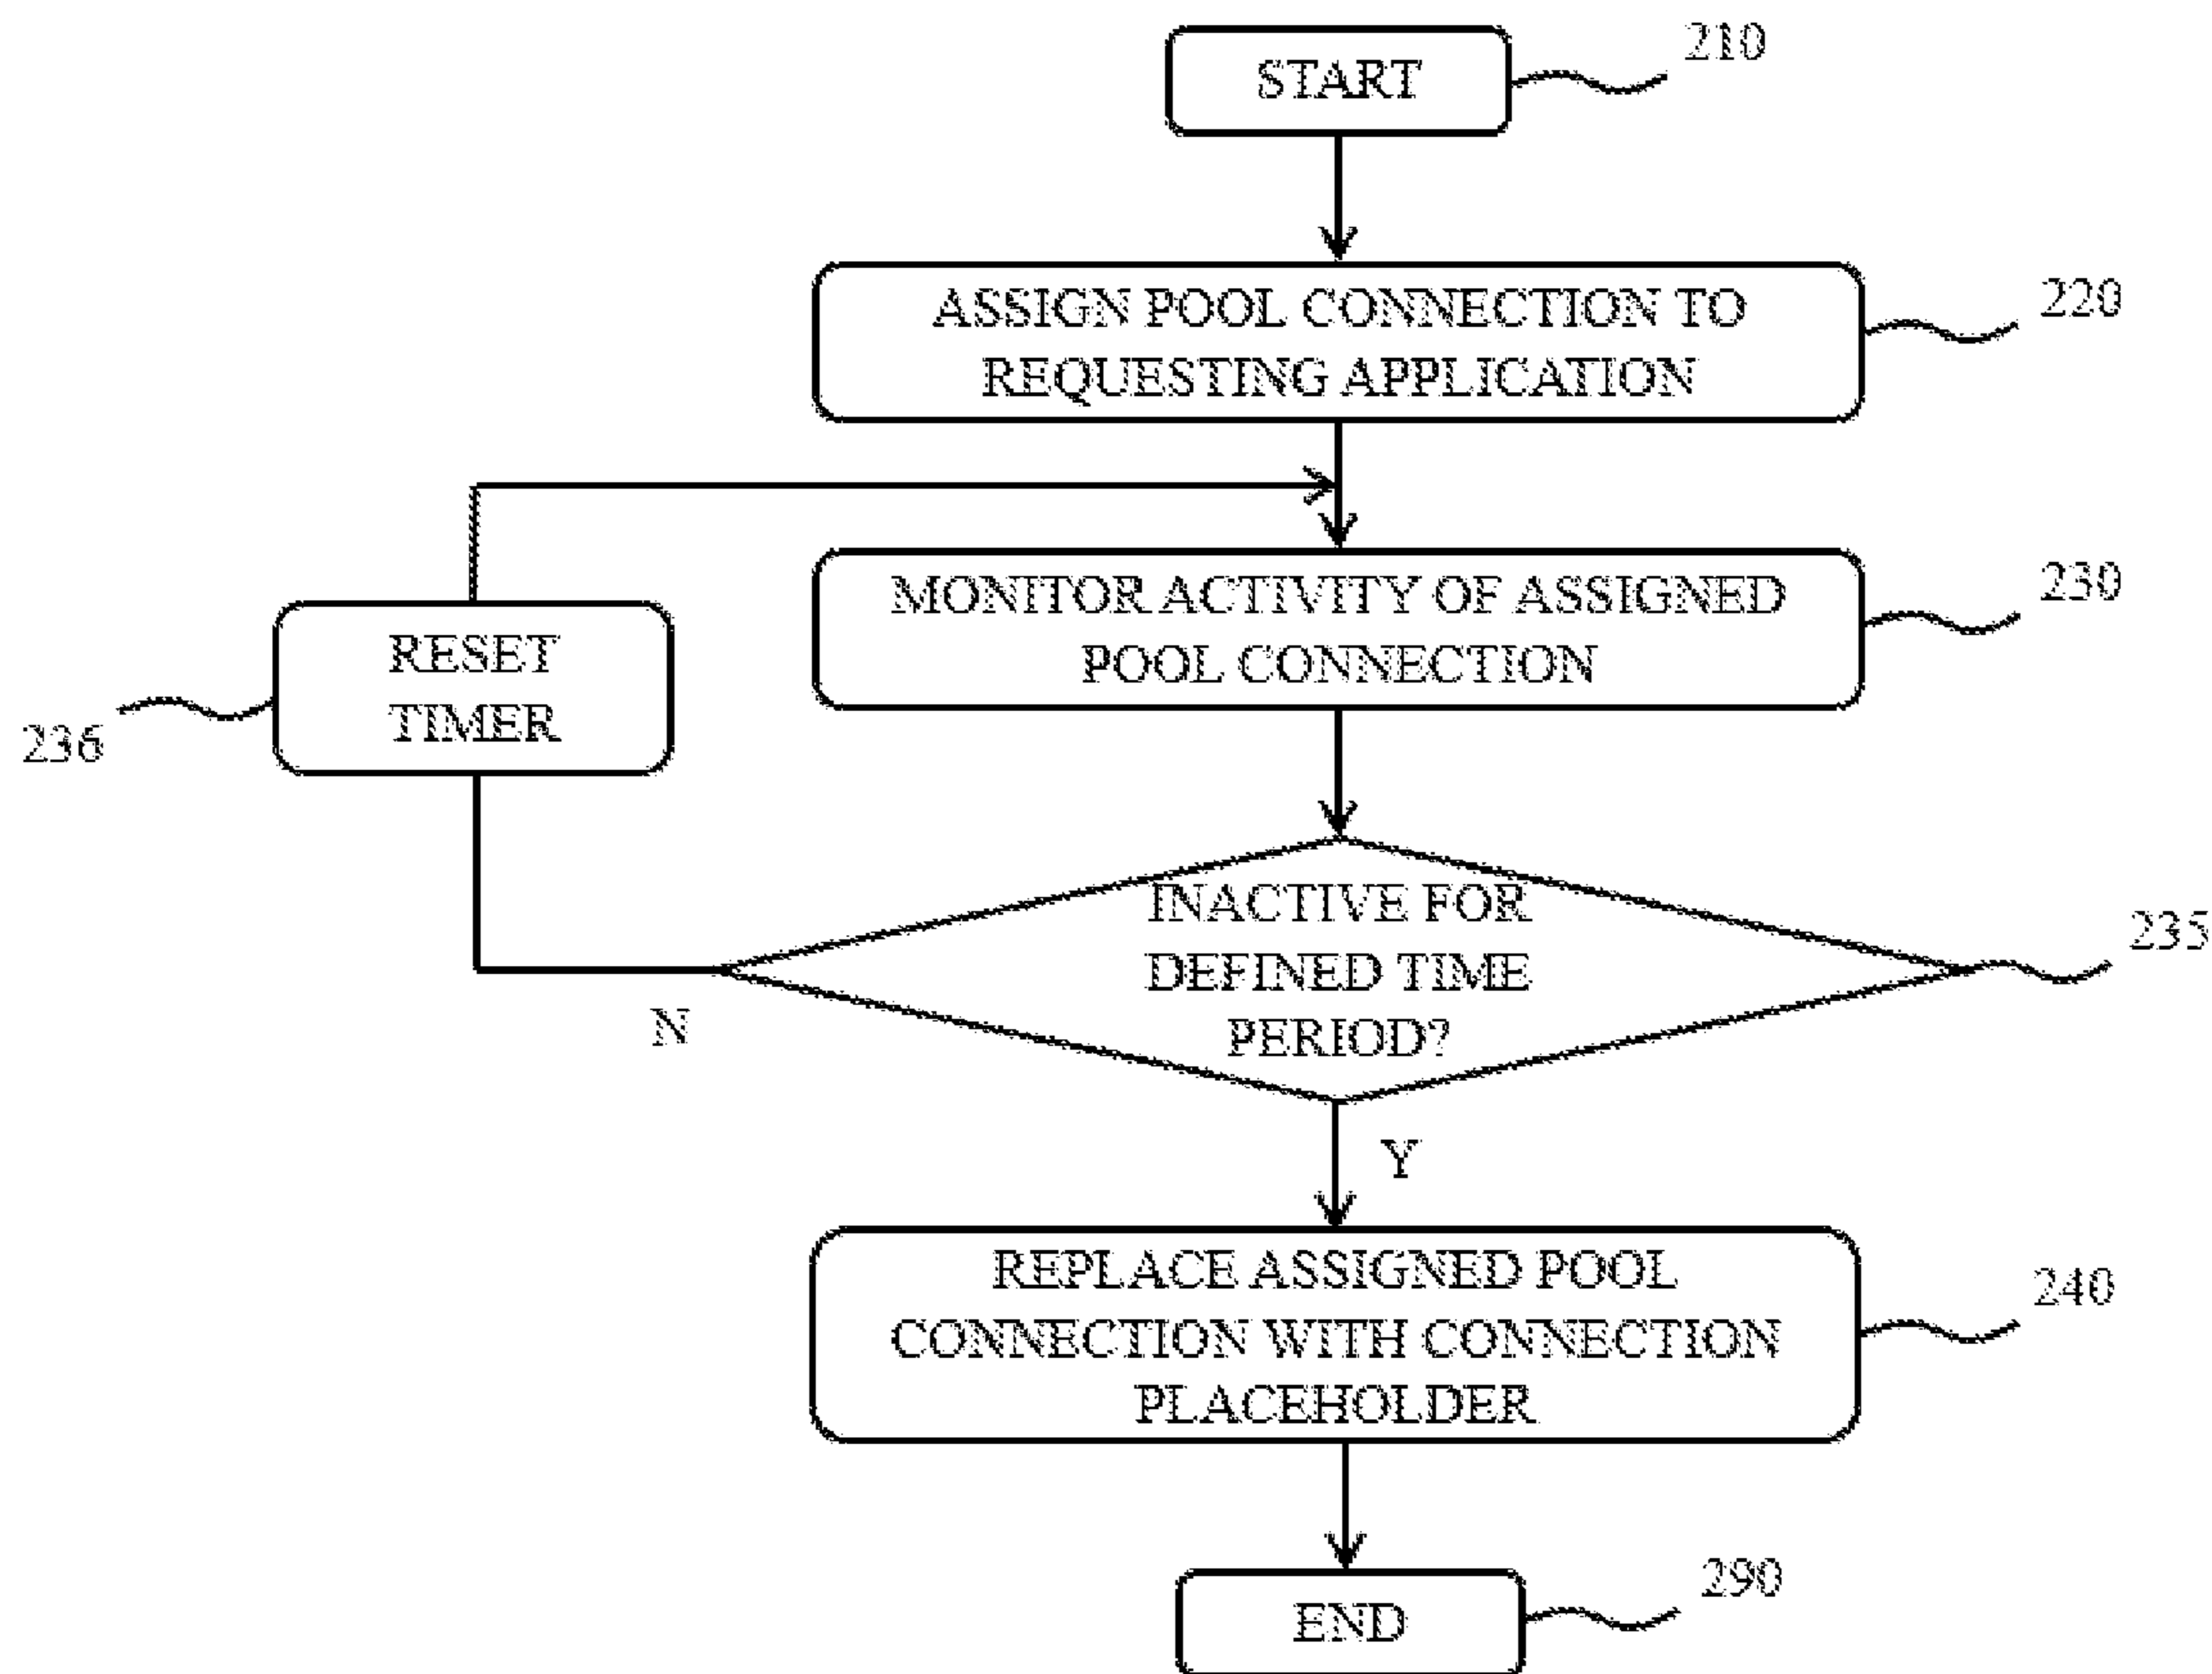 START
210
ASSIGN POOL CONNECTION TO
REQUESTING APPLICATION
220
MONITOR ACTIVITY OF ASSIGNED
POOL CONNECTION
230
RESET
TIMER
236
INACTIVE FOR
DEFINED TIME
PERIOD?
235
N
Y
REPLACE ASSIGNED POOL
CONNECTION WITH CONNECTION
PLACEHOLDER
240
END
290